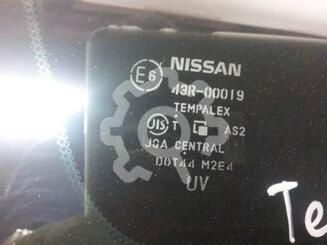 E6 NISSAN
43R-00019
TEMPALEX
JIS T AS2
JQA CENTRAL
DOT44 M2E4
UV
Te